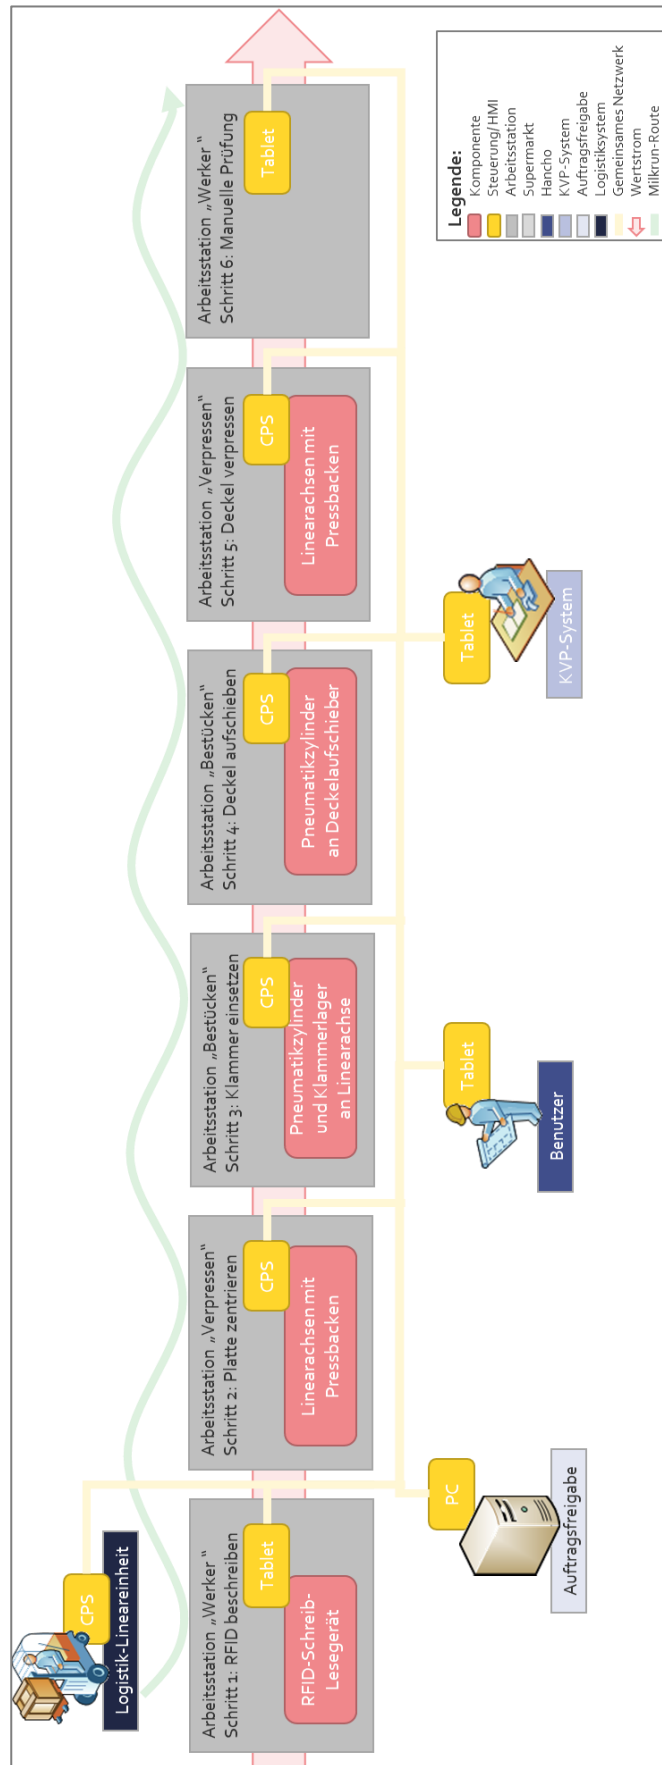 CPS
Logistik-Lineareinheit
Arbeitsstation „Werker“
Schritt 1: RFID beschreiben
Tablet
RFID-Schreib-
Lesegerät
Arbeitsstation „Verpressen“
Schritt 2: Platte zentrieren
CPS
Linearachsen mit
Pressbacken
Arbeitsstation „Bestücken“
Schritt 3: Klammer einsetzen
CPS
Pneumatikzylinder
und Klammerlager
an Linearachse
Arbeitsstation „Bestücken“
Schritt 4: Deckel aufschieben
CPS
Pneumatikzylinder
an Deckelaufschieber
Arbeitsstation „Verpressen“
Schritt 5: Deckel verpressen
CPS
Linearachsen mit
Pressbacken
Arbeitsstation „Werker“
Schritt 6: Manuelle Prüfung
Tablet
PC
Auftragsfreigabe
Tablet
Benutzer
Tablet
KVP-System
Legende:
Komponente
Steuerung/HMI
Arbeitsstation
Supermarkt
Hancho
KVP-System
Auftragsfreigabe
Logistiksystem
Gemeinsames Netzwerk
Wertstrom
Milkrun-Route